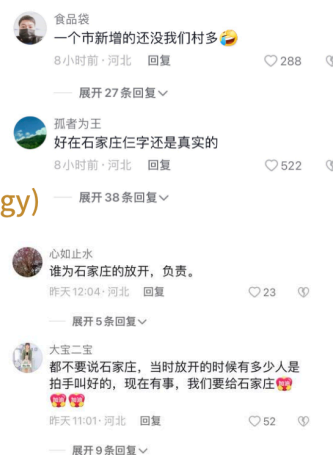 食品袋
一个市新增的还没我们村多🤣
8小时前·河北 回复 288
展开27条回复
孤者为王
好在石家庄仨字还是真实的
8小时前·河北 回复 522
展开38条回复
gy)
心如止水
谁为石家庄的放开，负责。
昨天12:04·河北 回复 23
展开5条回复
大宝二宝
都不要说石家庄，当时放开的时候有多少人是
拍手叫好的，现在有事，我们要给石家庄
昨天11:01·河北 回复 52
展开9条回复